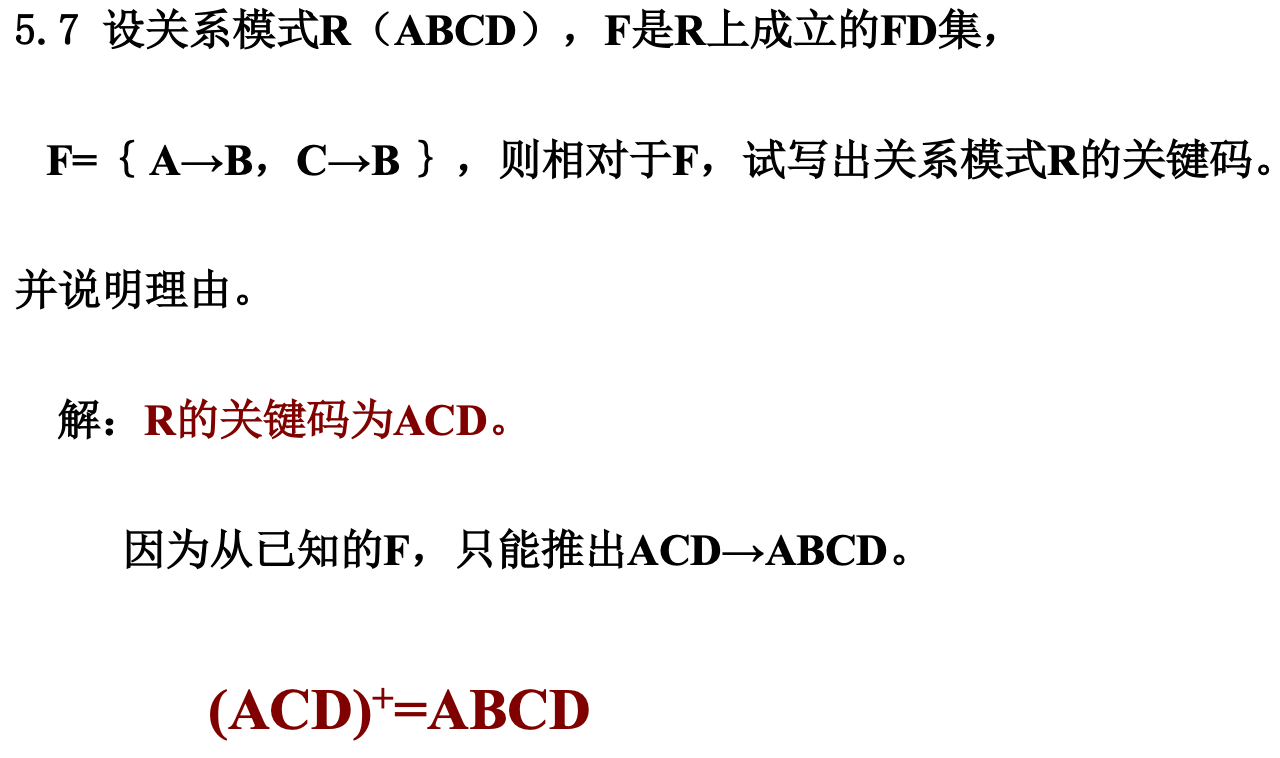 5.7 设关系模式R（ABCD），F是R上成立的FD集，
F=｛ A→B，C→B ｝，则相对于F，试写出关系模式R的关键码。
并说明理由。
解：R的关键码为ACD。
因为从已知的F，只能推出ACD→ABCD。
(ACD)⁺=ABCD